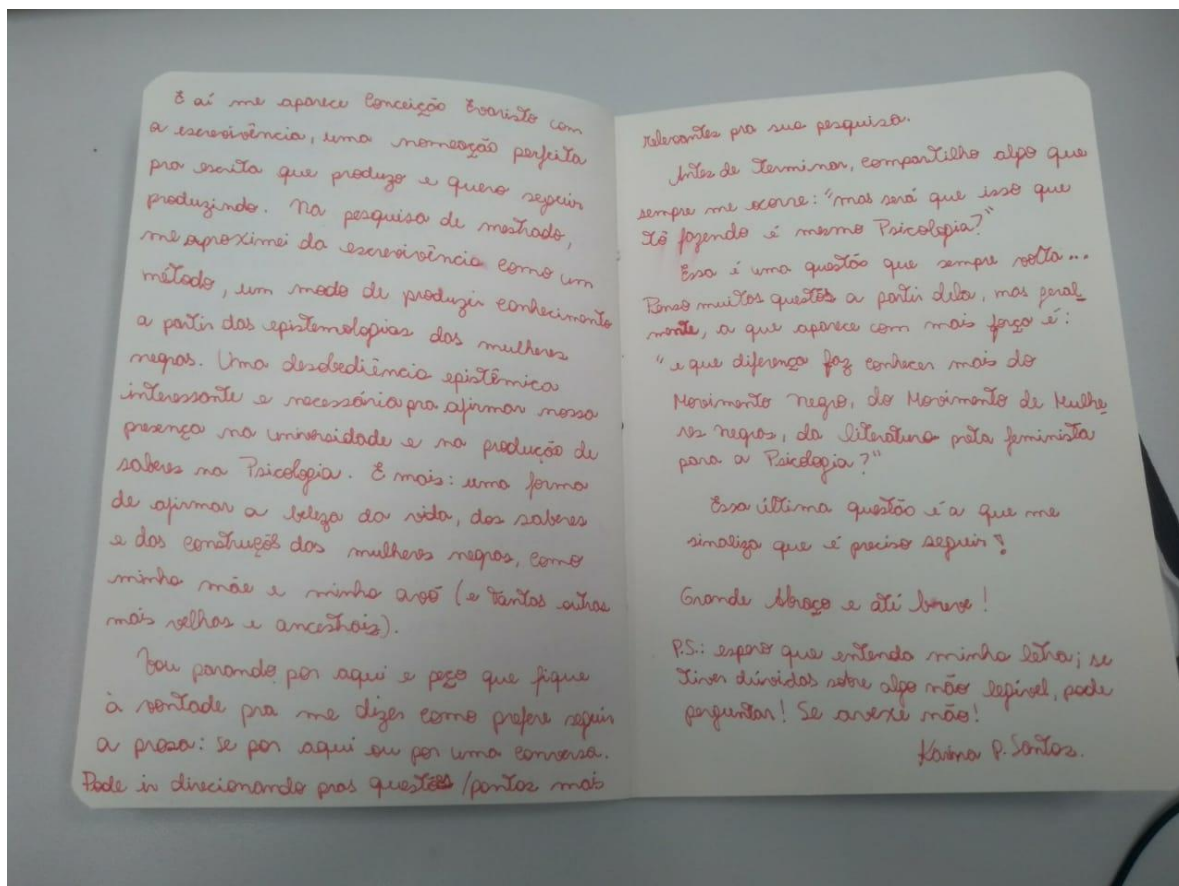 E aí me aparece Conceição Evaristo com
a escrevivência, uma nomeação perfeita
pra escrita que produzo e quero seguir
produzindo. Na pesquisa de mestrado,
me aproximei da escrevivência como um
método, um modo de produzir conhecimento
a partir das epistemologias das mulheres
negras. Uma desobediência epistêmica
interessante e necessária pra afirmar nossa
presença na universidade e na produção de
saberes na Psicologia. E mais: uma forma
de afirmar a beleza da vida, dos saberes
e das construções das mulheres negras, como
minha mãe e minha avó (e tantas outras
mais velhas e ancestrais).
Vou parando por aqui e peço que fique
à vontade pra me dizer como prefere seguir
a prosa: se por aqui ou por uma conversa.
Pode ir direcionando pras questões/pontos mais
relevantes pra sua pesquisa.
Antes de terminar, compartilho algo que
sempre me ocorre: "mas será que isso que
tô fazendo é mesmo Psicologia?"
Essa é uma questão que sempre volta...
Penso muitas questões a partir dela, mas geral
mente, a que aparece com mais força é:
"e que diferença faz conhecer mais do
Movimento Negro, do Movimento de Mulhe
res negras, da literatura preta feminista
para a Psicologia?"
Essa última questão é a que me
sinaliza que é preciso seguir!
Grande Abraço e até breve!
P.S.: espero que entenda minha letra; se
tiver dúvidas sobre algo não legível, pode
perguntar! Se avexe não!
Karina P. Santos.